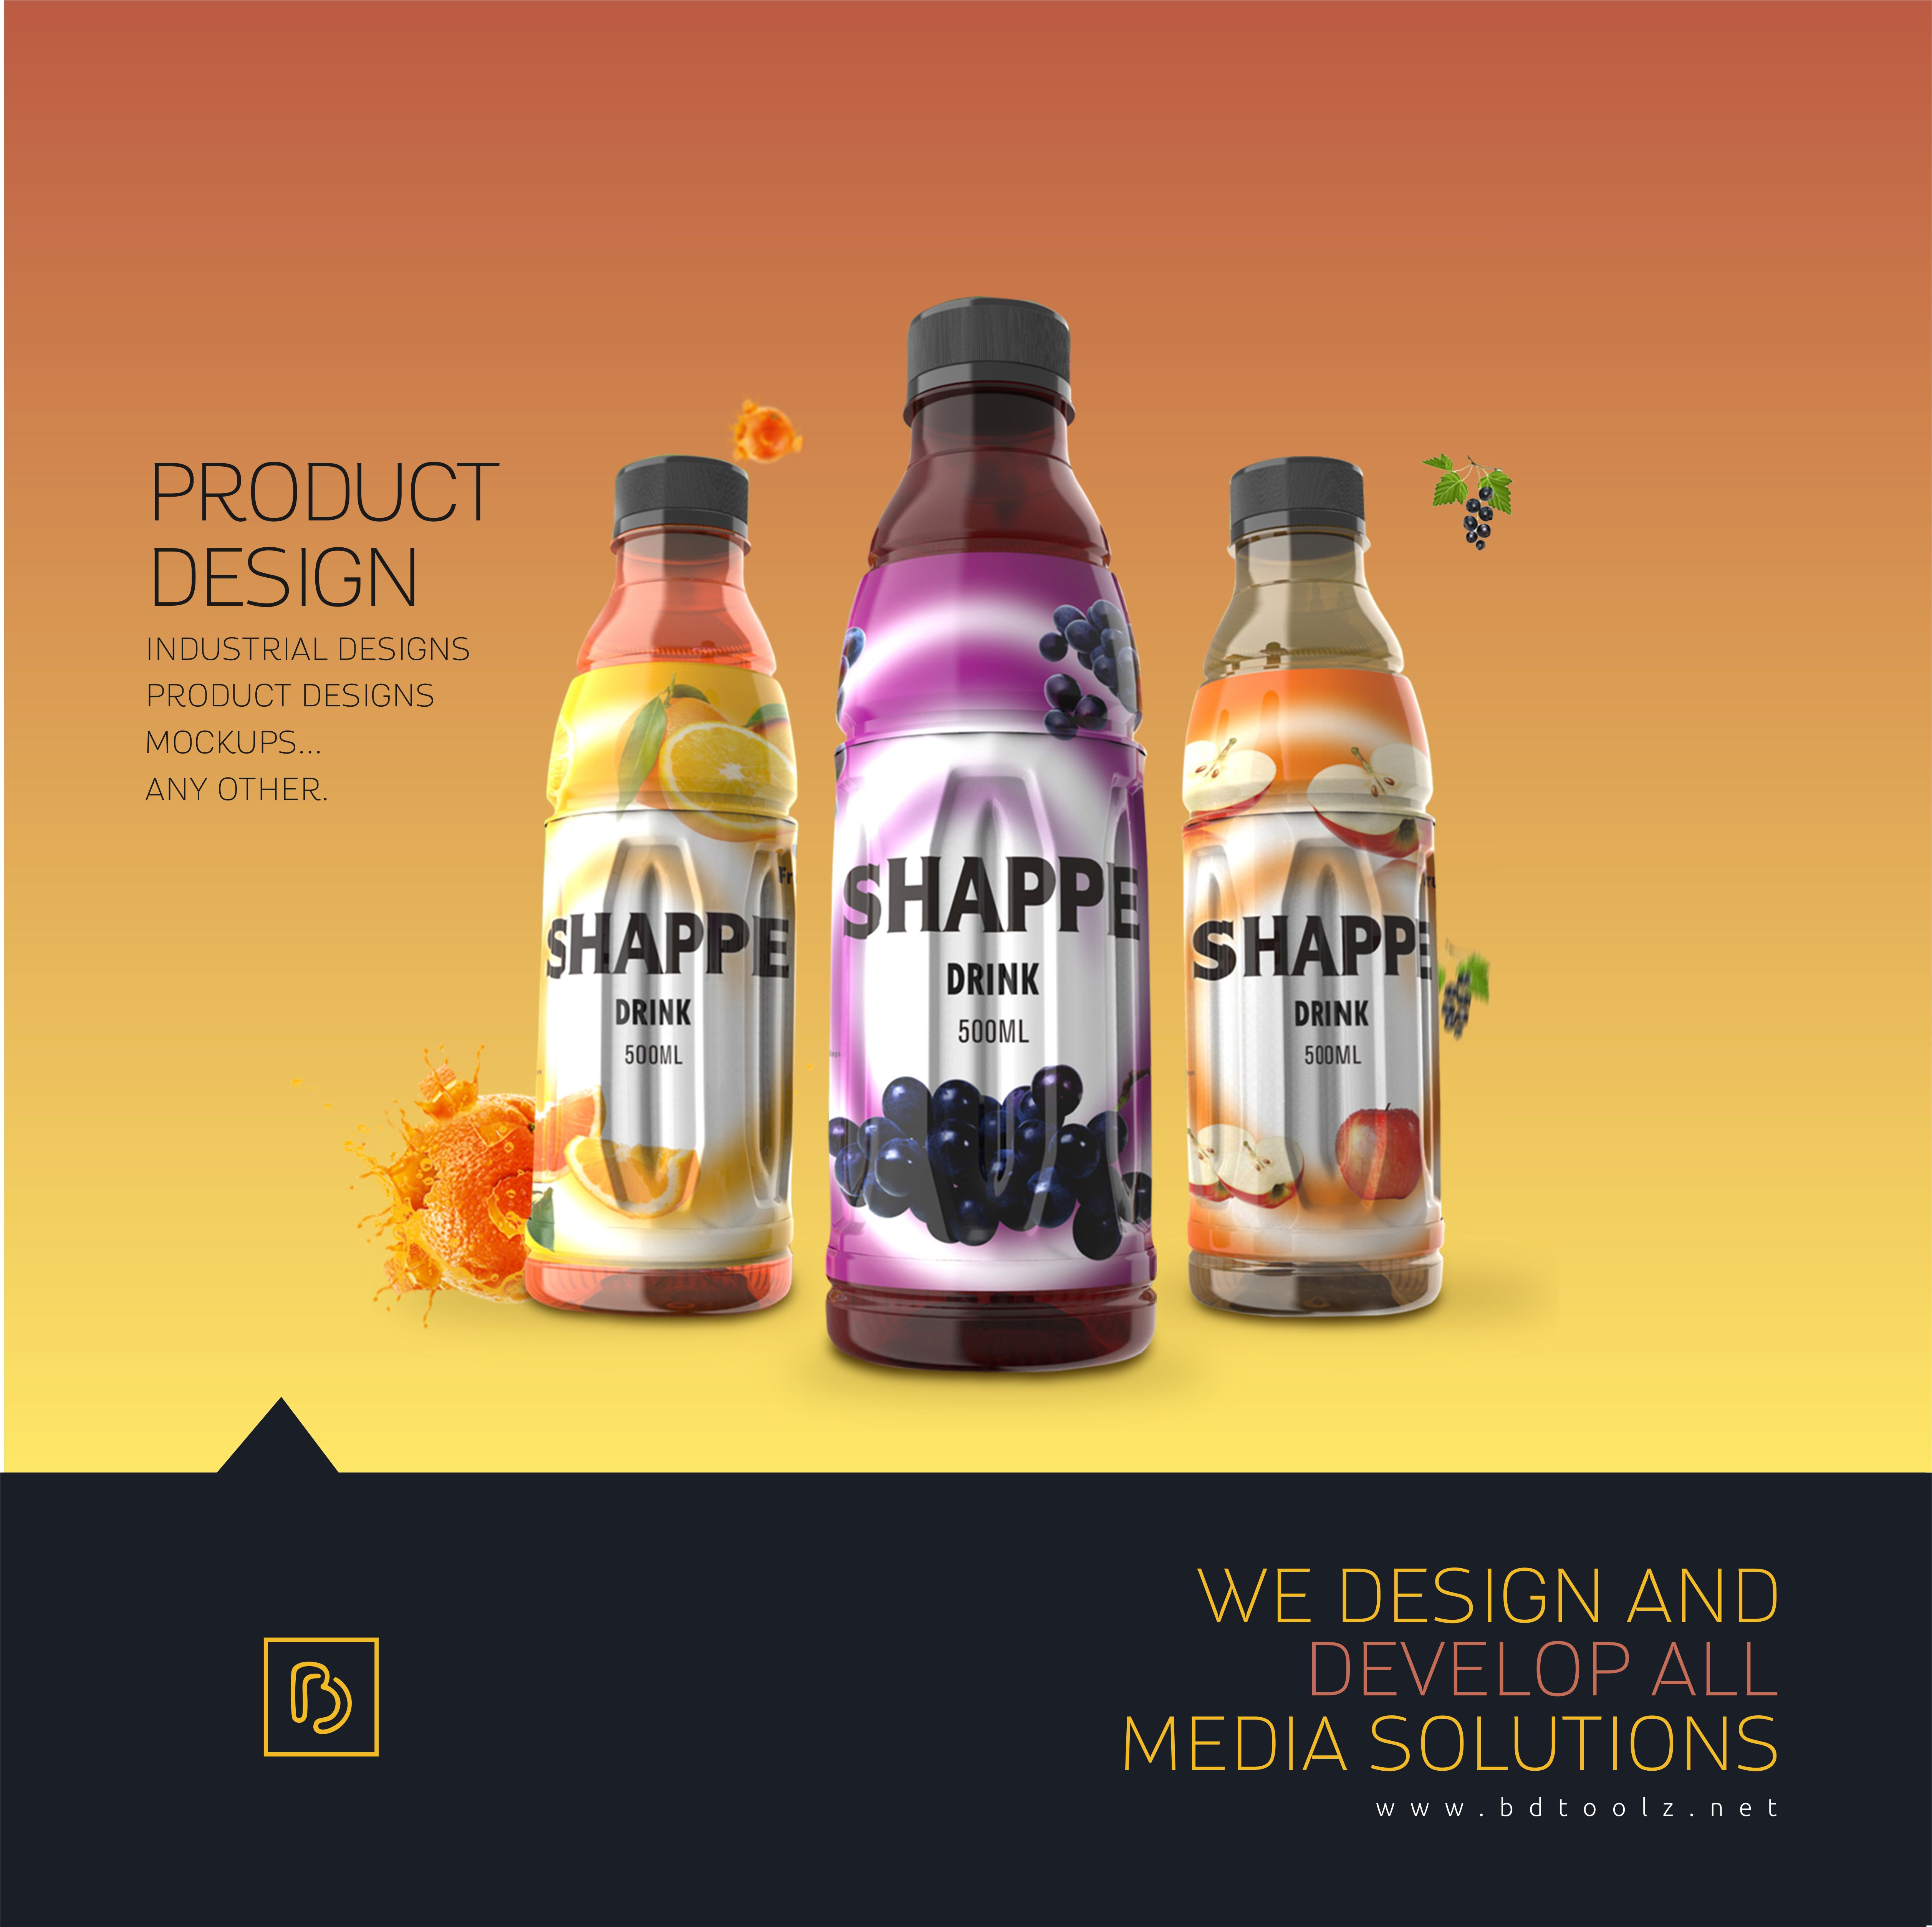 PRODUCT
DESIGN
INDUSTRIAL DESIGNS
PRODUCT DESIGNS
MOCKUPS...
ANY OTHER.
SHAPPE
DRINK
500ML
SHAPPE
DRINK
500ML
SHAPPE
DRINK
500ML
B
WE DESIGN AND
DEVELOP ALL
MEDIA SOLUTIONS
www.bdtoolz.net